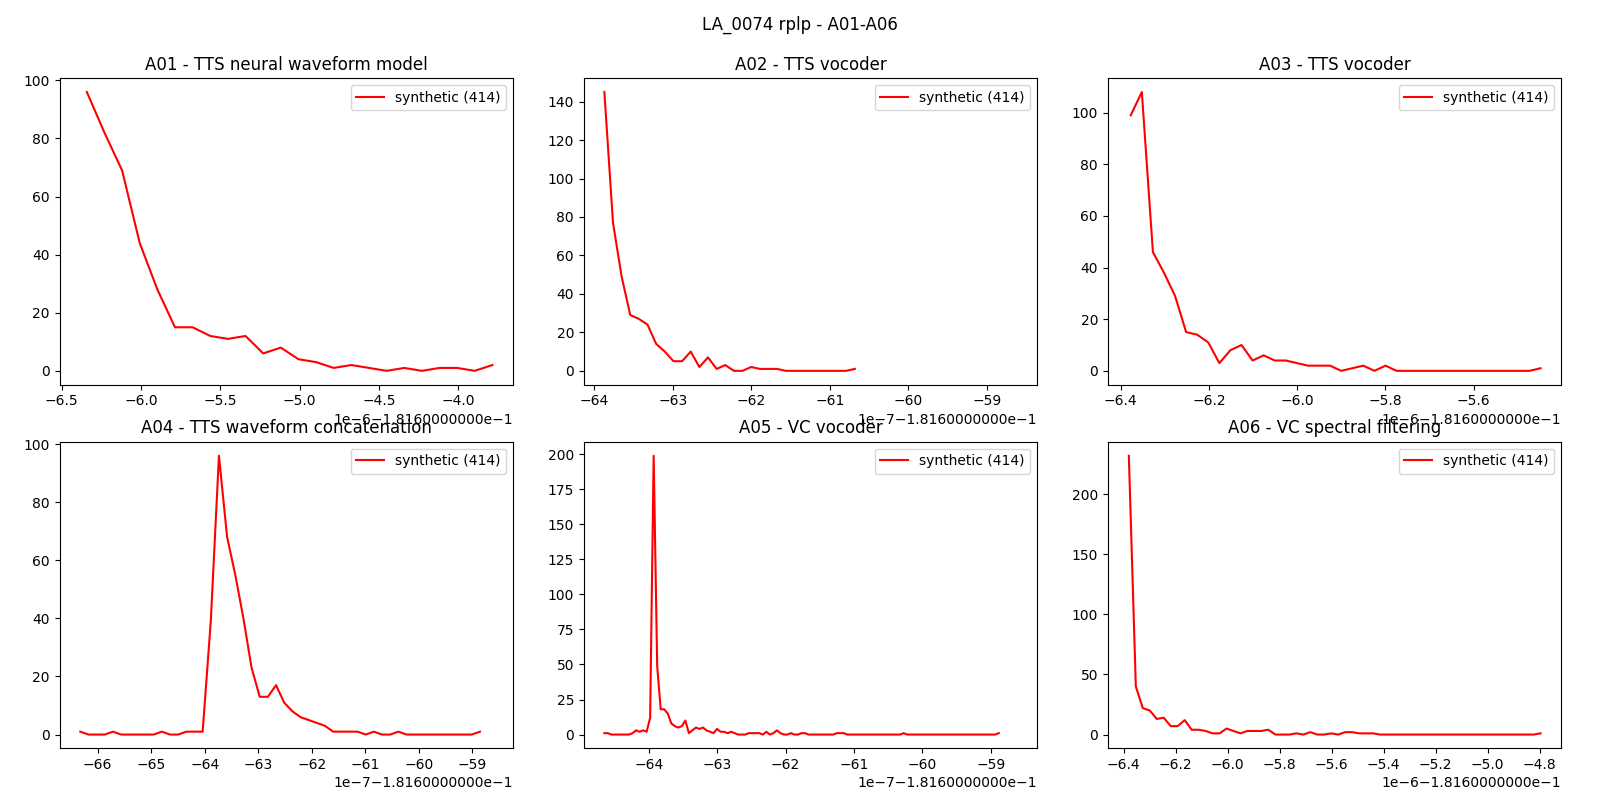 LA_0074 rplp - A01-A06
A01 - TTS neural waveform model
A02 - TTS vocoder
A03 - TTS vocoder
synthetic (414)
synthetic (414)
synthetic (414)
100
80
60
40
20
0
140
120
100
80
60
40
20
0
100
80
60
40
20
0
−6.5 −6.0 −5.5 −5.0 −4.5 −4.0
−64 −63 −62 −61 −60 −59
−6.4 −6.2 −6.0 −5.8 −5.6
1e−6−1.8160000000e−1
1e−7−1.8160000000e−1
1e−6−1.8160000000e−1
A04 - TTS waveform concatenation
A05 - VC vocoder
A06 - VC spectral filtering
synthetic (414)
synthetic (414)
synthetic (414)
100
80
60
40
20
0
200
175
150
125
100
75
50
25
0
200
150
100
50
0
−66 −65 −64 −63 −62 −61 −60 −59
−64 −63 −62 −61 −60 −59
−6.4 −6.2 −6.0 −5.8 −5.6 −5.4 −5.2 −5.0 −4.8
1e−7−1.8160000000e−1
1e−7−1.8160000000e−1
1e−6−1.8160000000e−1